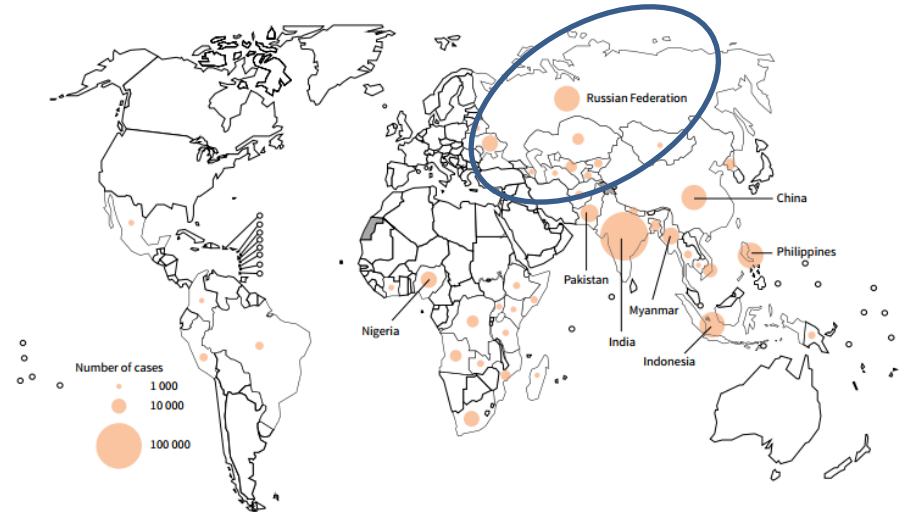 Russian Federation
China
Philippines
Pakistan
Myanmar
Nigeria
India
Indonesia
Number of cases
1 000
10 000
100 000